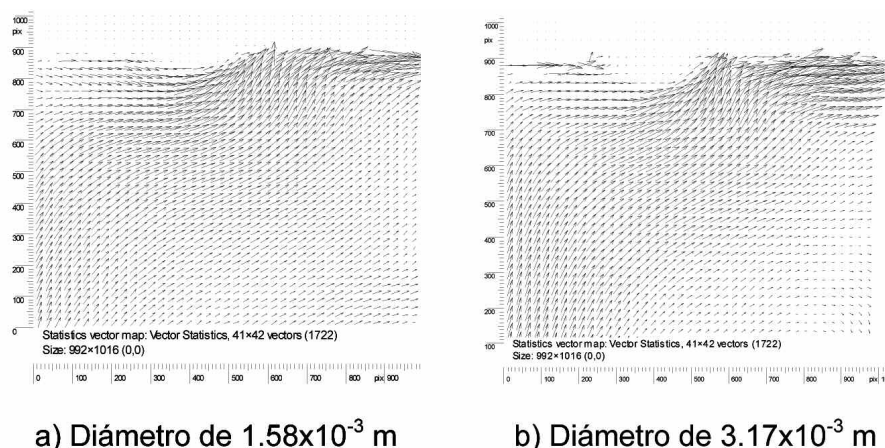 1000
pix
900
800
700
600
500
400
300
200
100
0
Statistics vector map: Vector Statistics, 41×42 vectors (1722)
Size: 992×1016 (0,0)
0 100 200 300 400 500 600 700 800 pix 900
a) Diámetro de 1.58x10⁻³ m
1000
pix
900
800
700
600
500
400
300
200
100
Statistics vector map: Vector Statistics, 41×42 vectors (1722)
Size: 992×1016 (0,0)
0 100 200 300 400 500 600 700 800 pix 900
b) Diámetro de 3.17x10⁻³ m